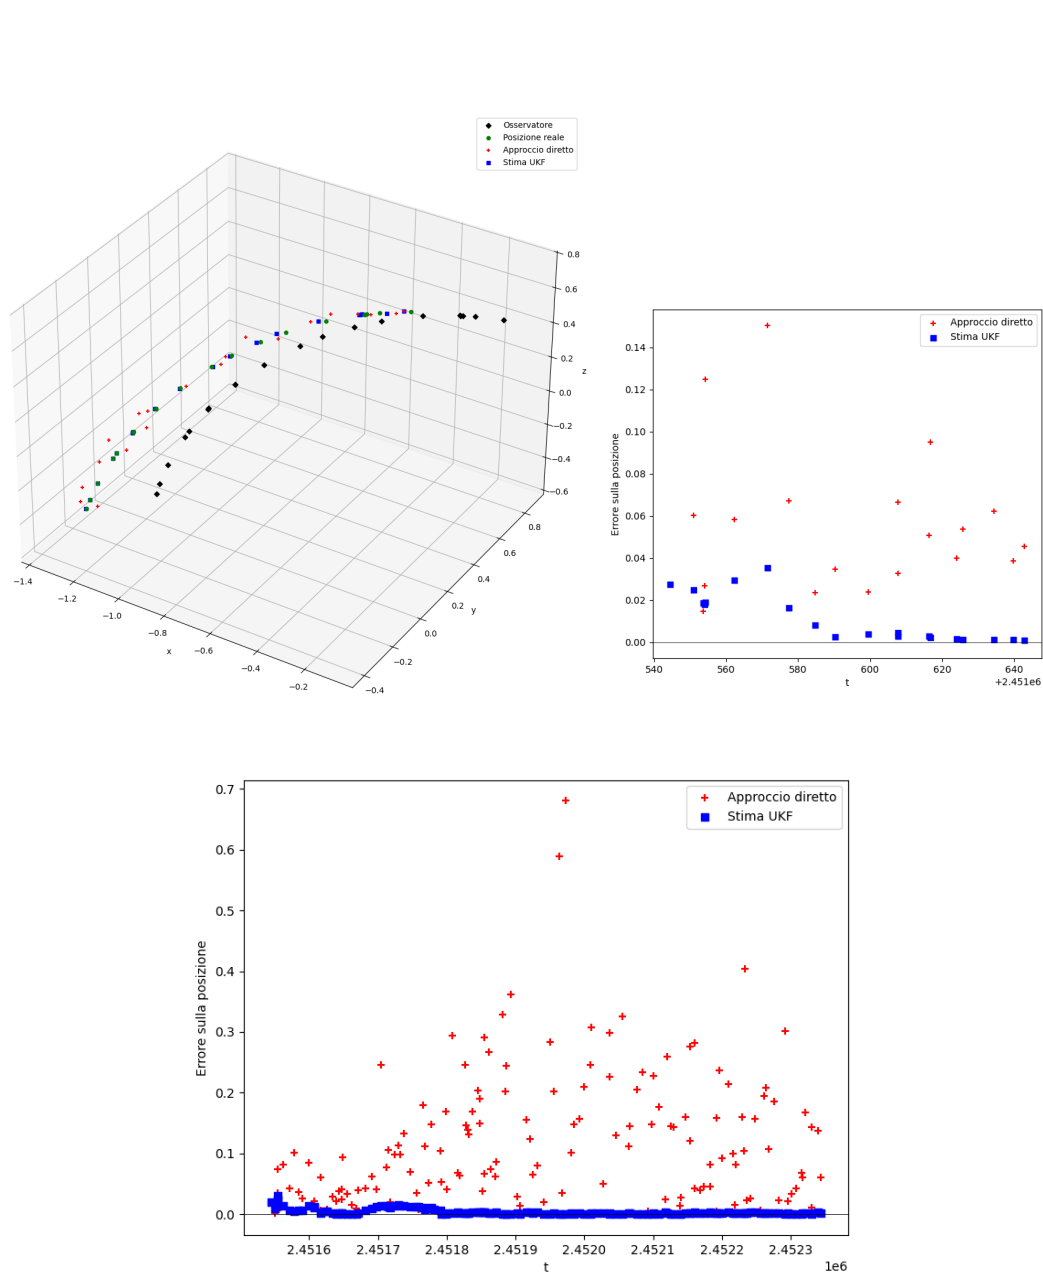 Osservatore
Posizione reale
Approccio diretto
Stima UKF
0.8
0.6
0.4
0.2
0.0
−0.2
−0.4
−0.6
z
0.8
0.6
0.4
0.2
0.0
−0.2
−0.4
y
−1.4
−1.2
−1.0
−0.8
−0.6
−0.4
−0.2
x
Approccio diretto
Stima UKF
0.14
0.12
0.10
0.08
0.06
0.04
0.02
0.00
Errore sulla posizione
540 560 580 600 620 640
t
+2.451e6
Approccio diretto
Stima UKF
0.7
0.6
0.5
0.4
0.3
0.2
0.1
0.0
Errore sulla posizione
2.4516 2.4517 2.4518 2.4519 2.4520 2.4521 2.4522 2.4523
t
1e6